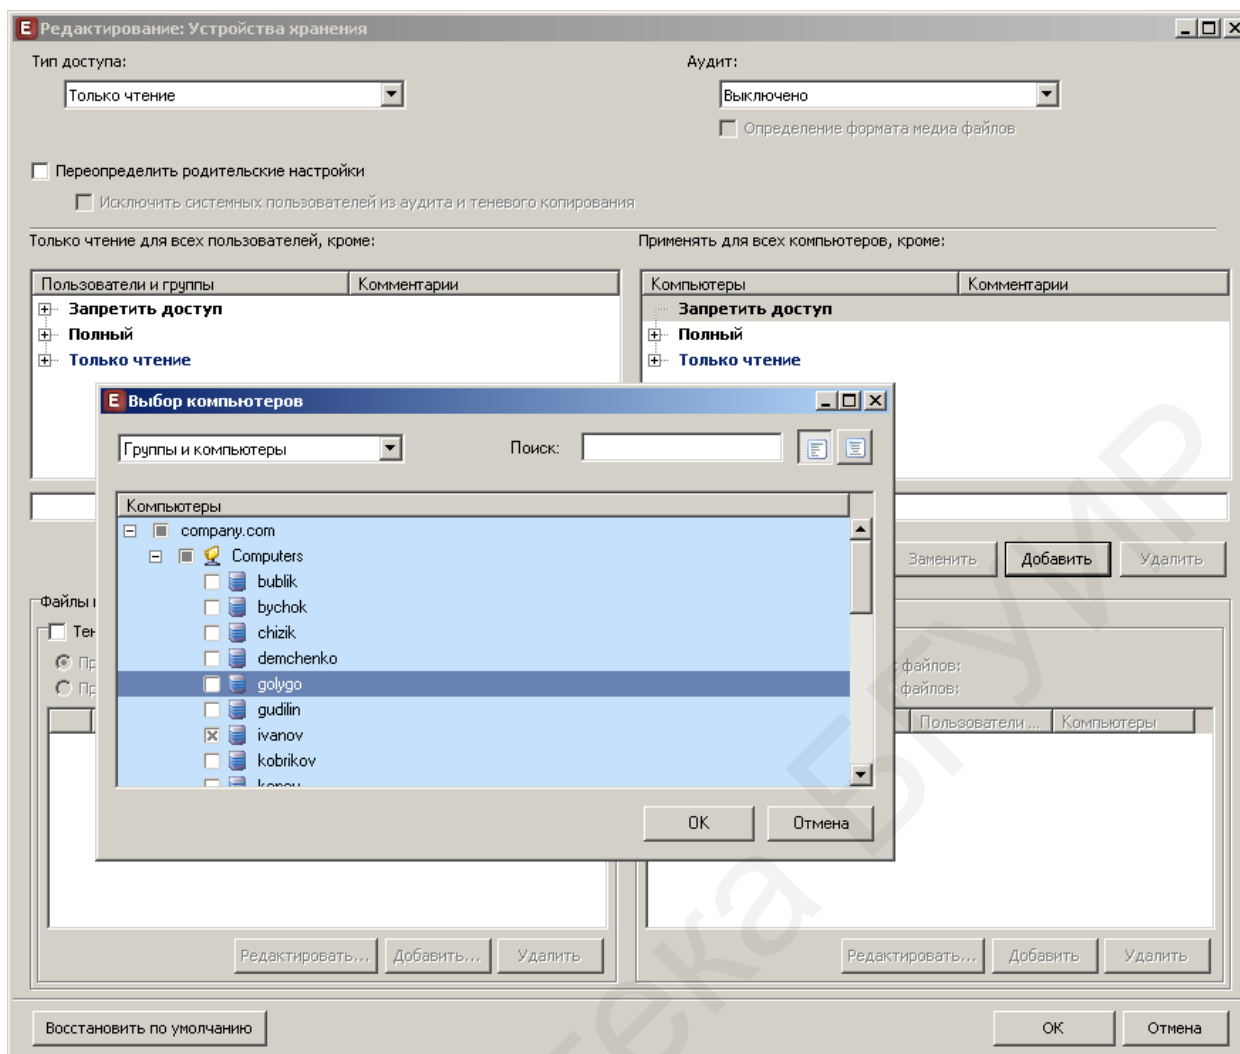 E Редактирование: Устройства хранения
Тип доступа:
Аудит:
Только чтение
Выключено
Определение формата медиа файлов
Переопределить родительские настройки
Исключить системных пользователей из аудита и теневого копирования
Только чтение для всех пользователей, кроме:
Применять для всех компьютеров, кроме:
Пользователи и группы Комментарии
Компьютеры Комментарии
Запретить доступ
Запретить доступ
Полный
Полный
Только чтение
Только чтение
E Выбор компьютеров
Группы и компьютеры
Поиск:
Компьютеры
company.com
Computers
bublik
bychok
chizik
demchenko
golygo
gudilin
ivanov
kobrikov
OK Отмена
Заменить Добавить Удалить
Файлы
файлов:
файлов:
Пользователи ... Компьютеры
Редактировать... Добавить... Удалить
Редактировать... Добавить Удалить
Восстановить по умолчанию
OK Отмена
БГУИР